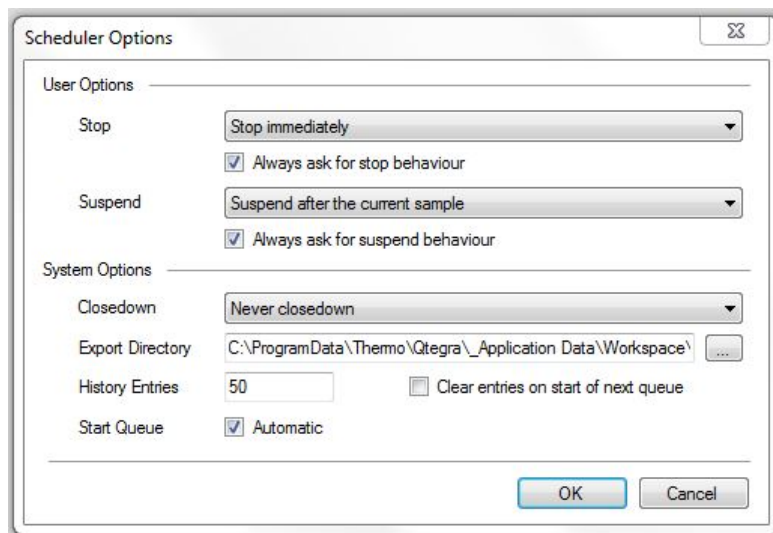 Scheduler Options
User Options
Stop
Stop immediately
Always ask for stop behaviour
Suspend
Suspend after the current sample
Always ask for suspend behaviour
System Options
Closedown
Never closedown
Export Directory
C:\ProgramData\Thermo\Qtegra\_Application Data\Workspace\
...
History Entries
50
Clear entries on start of next queue
Start Queue
Automatic
OK
Cancel